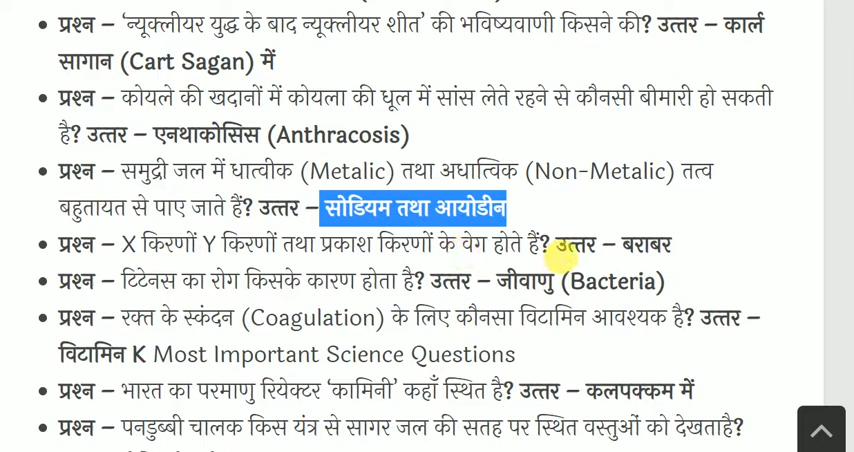 प्रश्न – ‘न्यूक्लीयर युद्ध के बाद न्यूक्लीयर शीत’ की भविष्यवाणी किसने की? उत्तर – कार्ल
सागान (Cart Sagan) में
प्रश्न – कोयले की खदानों में कोयला की धूल में सांस लेते रहने से कौनसी बीमारी हो सकती
है? उत्तर – एनथाकोसिस (Anthracosis)
प्रश्न – समुद्री जल में धात्वीक (Metalic) तथा अधात्विक (Non-Metalic) तत्व
बहुतायत से पाए जाते हैं? उत्तर – सोडियम तथा आयोडीन
प्रश्न – X किरणों Y किरणों तथा प्रकाश किरणों के वेग होते हैं? उत्तर – बराबर
प्रश्न – टिटेनस का रोग किसके कारण होता है? उत्तर – जीवाणु (Bacteria)
प्रश्न – रक्त के स्कंदन (Coagulation) के लिए कौनसा विटामिन आवश्यक है? उत्तर –
विटामिन K Most Important Science Questions
प्रश्न – भारत का परमाणु रियेक्टर ‘कामिनी’ कहाँ स्थित है? उत्तर – कलपक्कम में
प्रश्न – पनडुब्बी चालक किस यंत्र से सागर जल की सतह पर स्थित वस्तुओं को देखताहै?